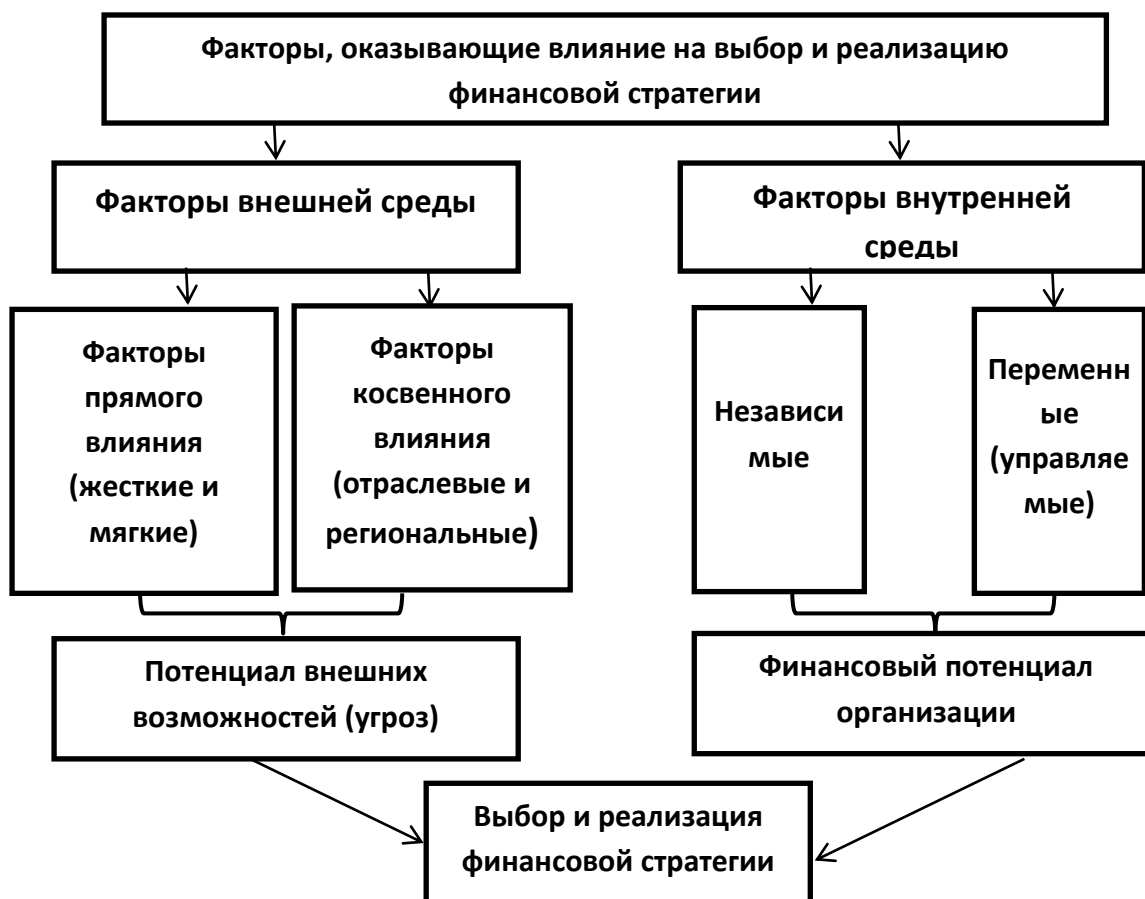 Факторы, оказывающие влияние на выбор и реализацию
финансовой стратегии
Факторы внешней среды
Факторы внутренней
среды
Факторы
прямого
влияния
(жесткие и
мягкие)
Факторы
косвенного
влияния
(отраслевые и
региональные)
Независи
мые
Переменн
ые
(управляе
мые)
Потенциал внешних
возможностей (угроз)
Финансовый потенциал
организации
Выбор и реализация
финансовой стратегии